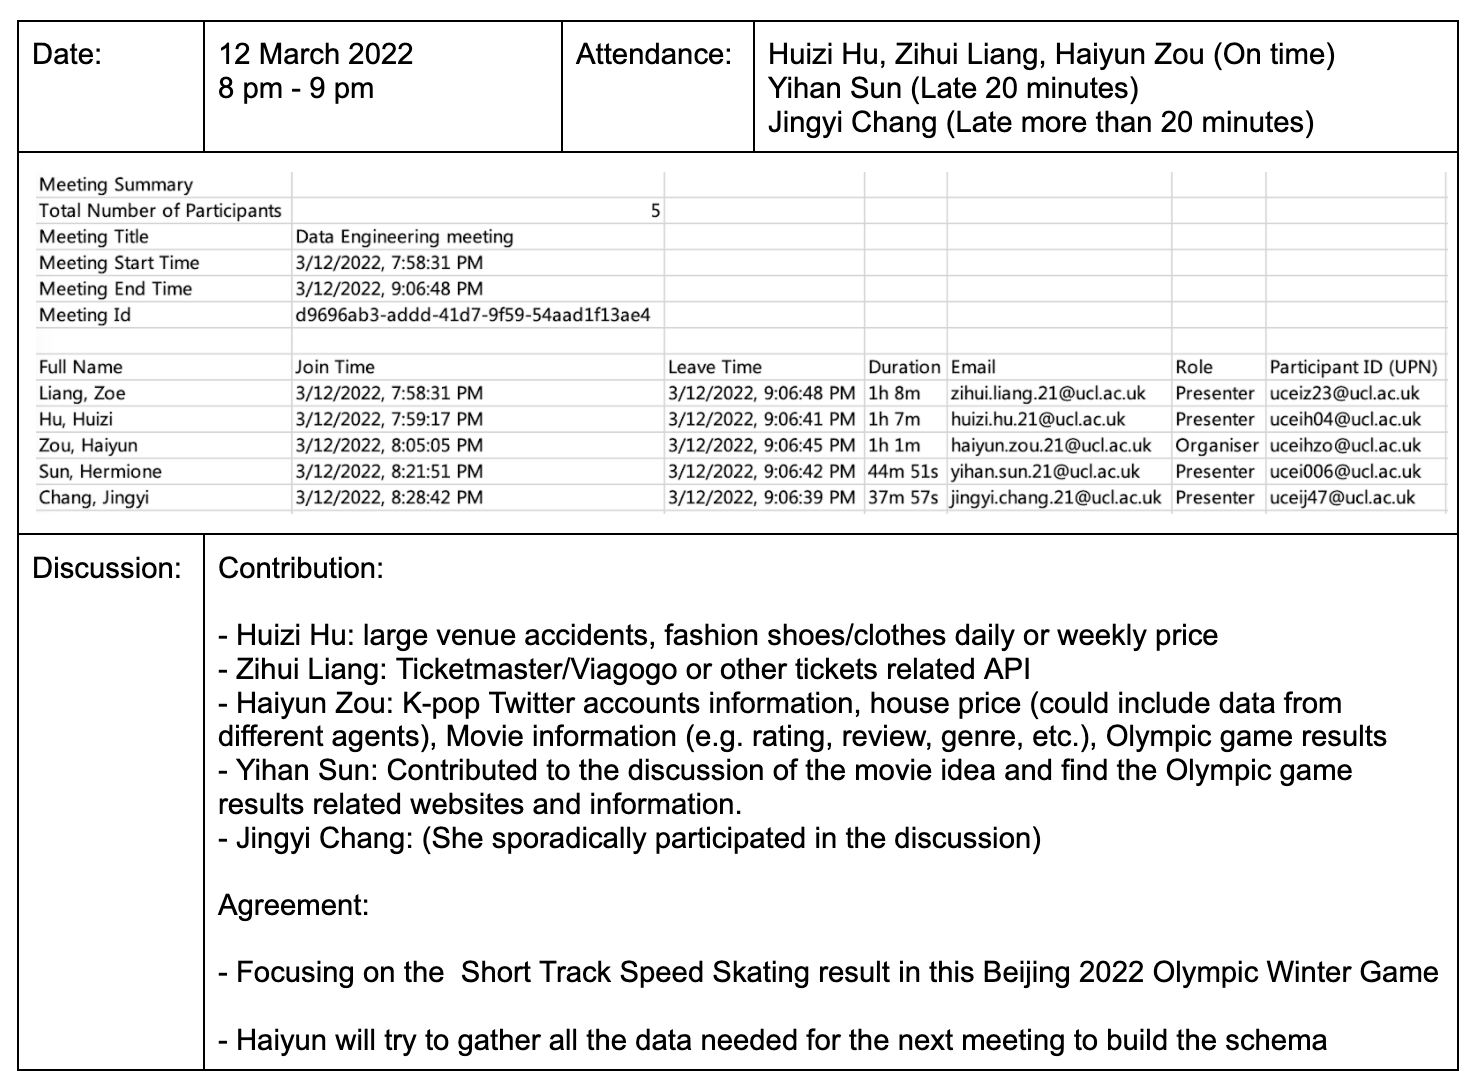 Date: 12 March 2022 Attendance: Huizi Hu, Zihui Liang, Haiyun Zou (On time)
8 pm - 9 pm Yihan Sun (Late 20 minutes)
Jingyi Chang (Late more than 20 minutes)
Meeting Summary
Total Number of Participants 5
Meeting Title Data Engineering meeting
Meeting Start Time 3/12/2022, 7:58:31 PM
Meeting End Time 3/12/2022, 9:06:48 PM
Meeting Id d9696ab3-addd-41d7-9f59-54aad1f13ae4
Full Name Join Time Leave Time Duration Email Role Participant ID (UPN)
Liang, Zoe 3/12/2022, 7:58:31 PM 3/12/2022, 9:06:48 PM 1h 8m zihui.liang.21@ucl.ac.uk Presenter uceiz23@ucl.ac.uk
Hu, Huizi 3/12/2022, 7:59:17 PM 3/12/2022, 9:06:41 PM 1h 7m huizi.hu.21@ucl.ac.uk Presenter uceih04@ucl.ac.uk
Zou, Haiyun 3/12/2022, 8:05:05 PM 3/12/2022, 9:06:45 PM 1h 1m haiyun.zou.21@ucl.ac.uk Organiser uceihzo@ucl.ac.uk
Sun, Hermione 3/12/2022, 8:21:51 PM 3/12/2022, 9:06:42 PM 44m 51s yihan.sun.21@ucl.ac.uk Presenter ucei006@ucl.ac.uk
Chang, Jingyi 3/12/2022, 8:28:42 PM 3/12/2022, 9:06:39 PM 37m 57s jingyi.chang.21@ucl.ac.uk Presenter uceij47@ucl.ac.uk
Discussion: Contribution:
- Huizi Hu: large venue accidents, fashion shoes/clothes daily or weekly price
- Zihui Liang: Ticketmaster/Viagogo or other tickets related API
- Haiyun Zou: K-pop Twitter accounts information, house price (could include data from
different agents), Movie information (e.g. rating, review, genre, etc.), Olympic game results
- Yihan Sun: Contributed to the discussion of the movie idea and find the Olympic game
results related websites and information.
- Jingyi Chang: (She sporadically participated in the discussion)
Agreement:
- Focusing on the  Short Track Speed Skating result in this Beijing 2022 Olympic Winter Game
- Haiyun will try to gather all the data needed for the next meeting to build the schema